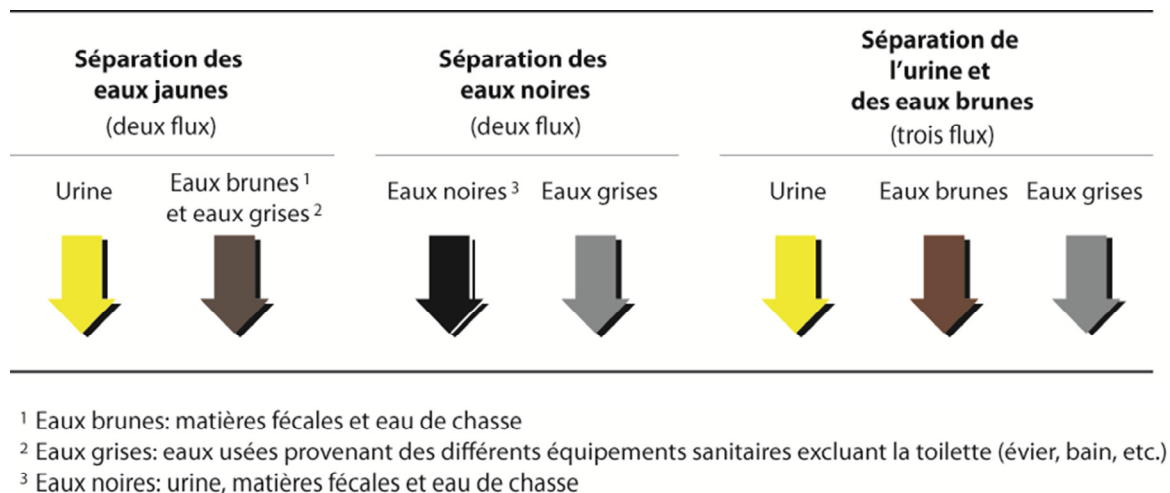 Séparation des
eaux jaunes
(deux flux)
Séparation des
eaux noires
(deux flux)
Séparation de
l'urine et
des eaux brunes
(trois flux)
Urine
Eaux brunes ¹
et eaux grises ²
Eaux noires ³
Eaux grises
Urine
Eaux brunes
Eaux grises
¹ Eaux brunes: matières fécales et eau de chasse
² Eaux grises: eaux usées provenant des différents équipements sanitaires excluant la toilette (évier, bain, etc.)
³ Eaux noires: urine, matières fécales et eau de chasse